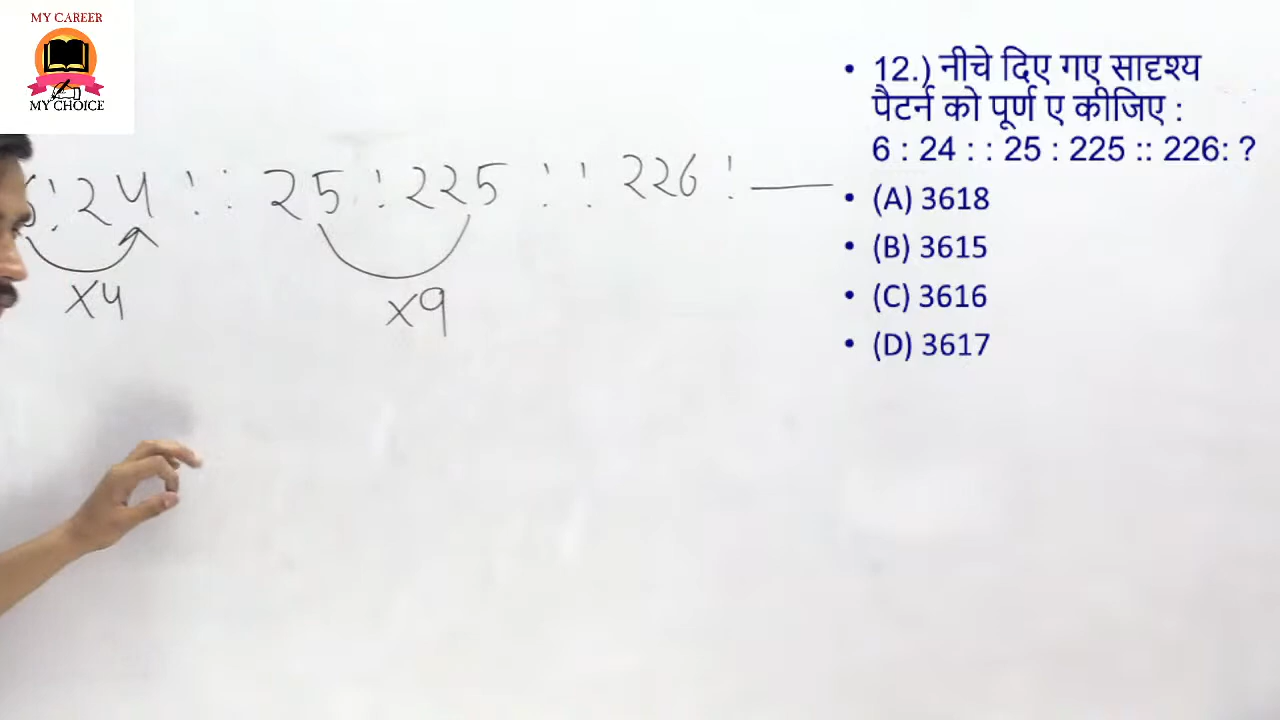 MY CAREER
MY CHOICE
12.) नीचे दिए गए सादृश्य
पैटर्न को पूर्ण ए कीजिए :
6 : 24 : : 25 : 225 :: 226: ?
(A) 3618
(B) 3615
(C) 3616
(D) 3617
: 24 : : 25 : 225 : : 226 : __
x4
x9